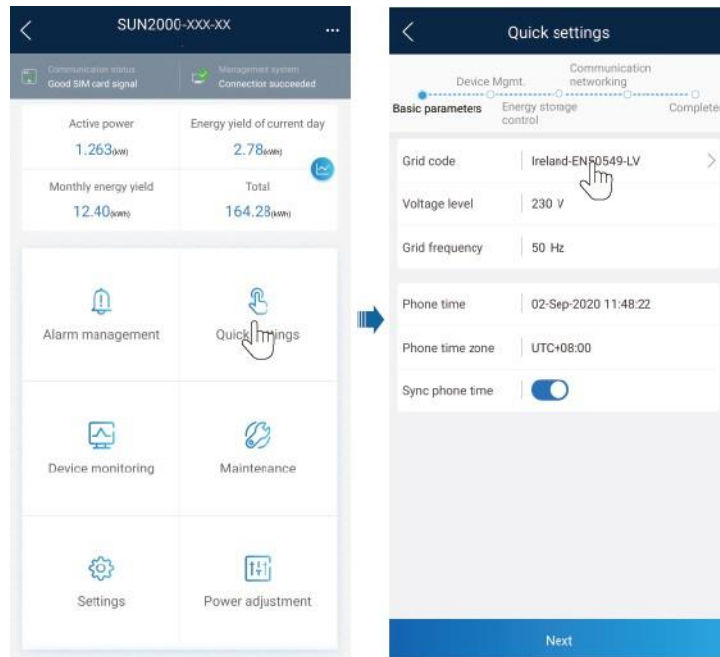 SUN2000-XXX-XX
...
Communication status
Good SIM card signal
Management system
Connection succeeded
Active power
1.263(kW)
Energy yield of current day
2.78(kWh)
Monthly energy yield
12.40(kWh)
Total
164.28(kWh)
Alarm management
Quick settings
Device monitoring
Maintenance
Settings
Power adjustment
Quick settings
Basic parameters
Device Mgmt.
Energy storage
control
Communication
networking
Complete
Grid code
Ireland-EN50549-LV
Voltage level
230 V
Grid frequency
50 Hz
Phone time
02-Sep-2020 11:48:22
Phone time zone
UTC+08:00
Sync phone time
Next